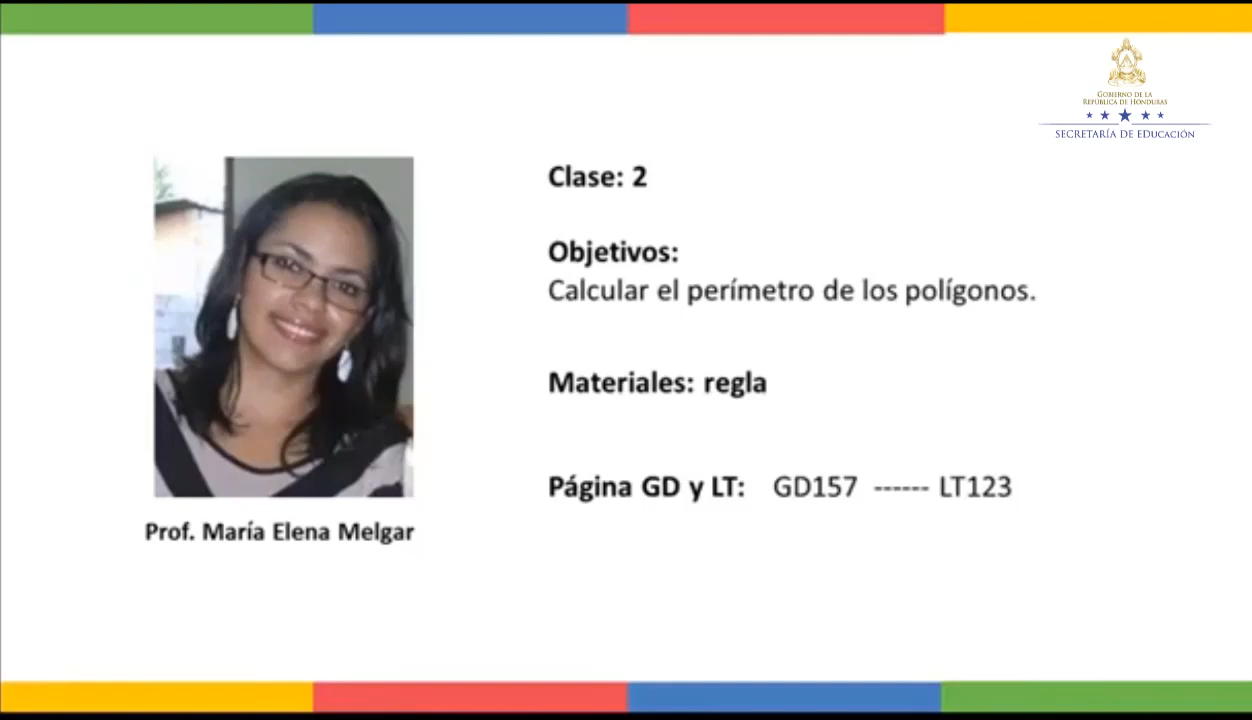 GOBIERNO DE LA
REPÚBLICA DE HONDURAS
SECRETARÍA DE EDUCACIÓN
Clase: 2
Objetivos:
Calcular el perímetro de los polígonos.
Materiales: regla
Página GD y LT: GD157 ------ LT123
Prof. María Elena Melgar